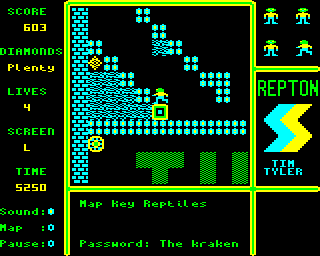 SCORE
603
DIAMONDS
Plenty
LIVES
4
SCREEN
L
TIME
5250
Sound:
Map :
Pause:
Map Key Reptiles
Password: The kraken
REPTON
TIM
TYLER